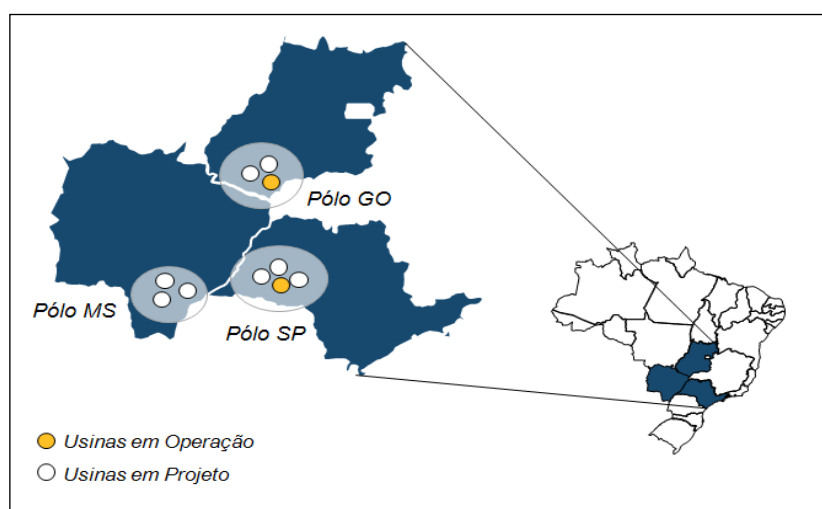 Pólo GO
Pólo MS
Pólo SP
Usinas em Operação
Usinas em Projeto